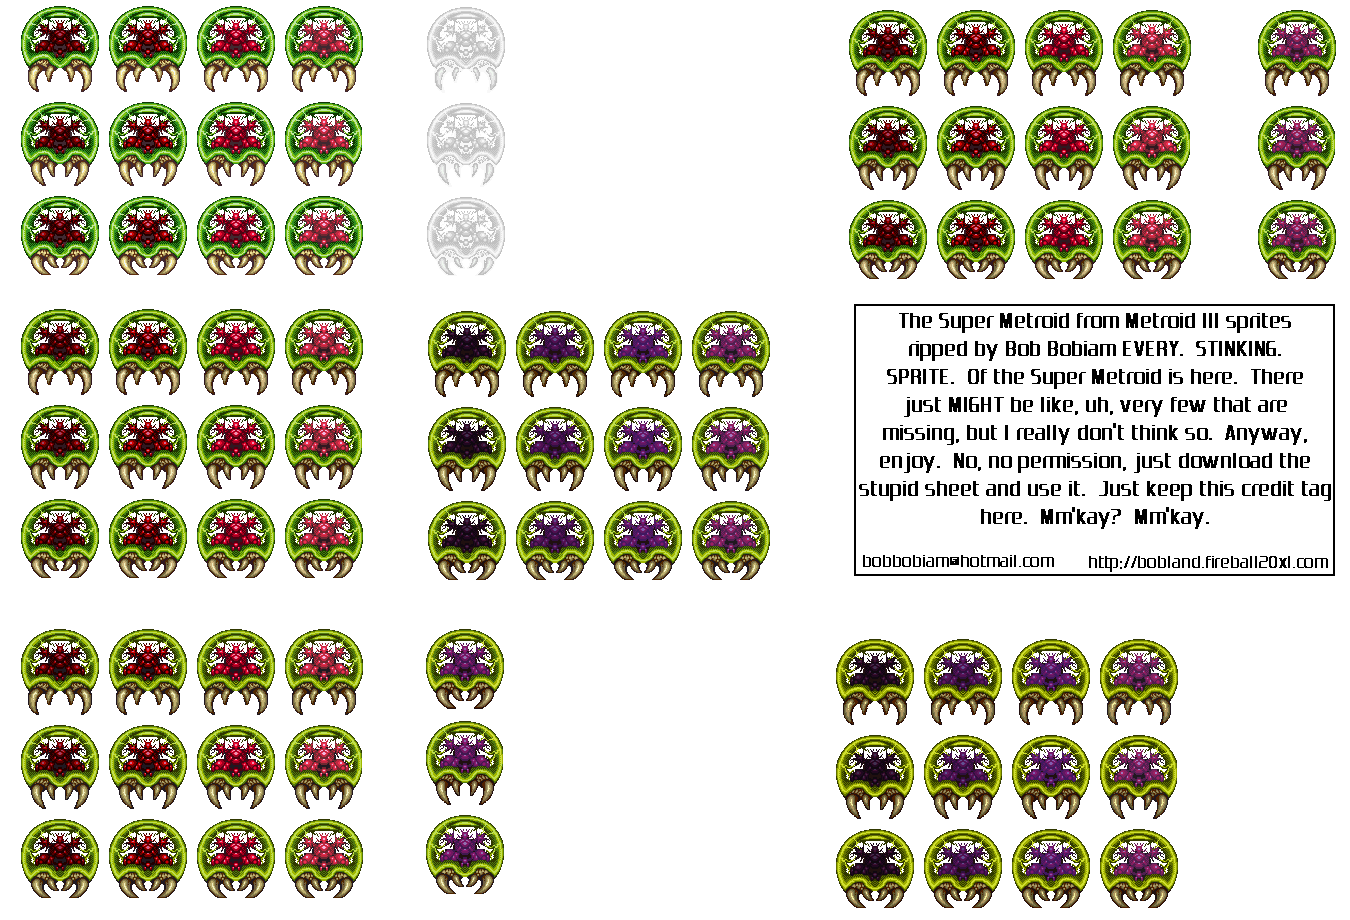 The Super Metroid from Metroid III sprites
ripped by Bob Bobiam EVERY.  STINKING.
SPRITE.  Of the Super Metroid is here.  There
just MIGHT be like, uh, very few that are
missing, but I really don't think so.  Anyway,
enjoy.  No, no permission, just download the
stupid sheet and use it.  Just keep this credit tag
here.  Mm'kay?  Mm'kay.
bobbobiam@hotmail.com
http://bobland.fireball20xl.com